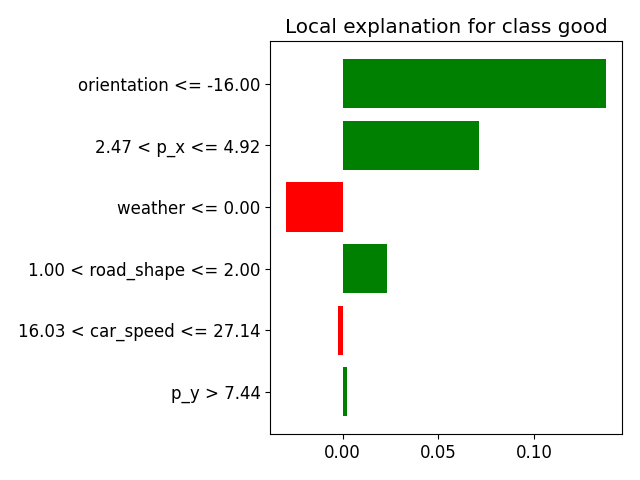 Local explanation for class good
orientation <= -16.00
2.47 < p_x <= 4.92
weather <= 0.00
1.00 < road_shape <= 2.00
16.03 < car_speed <= 27.14
p_y > 7.44
0.00 0.05 0.10